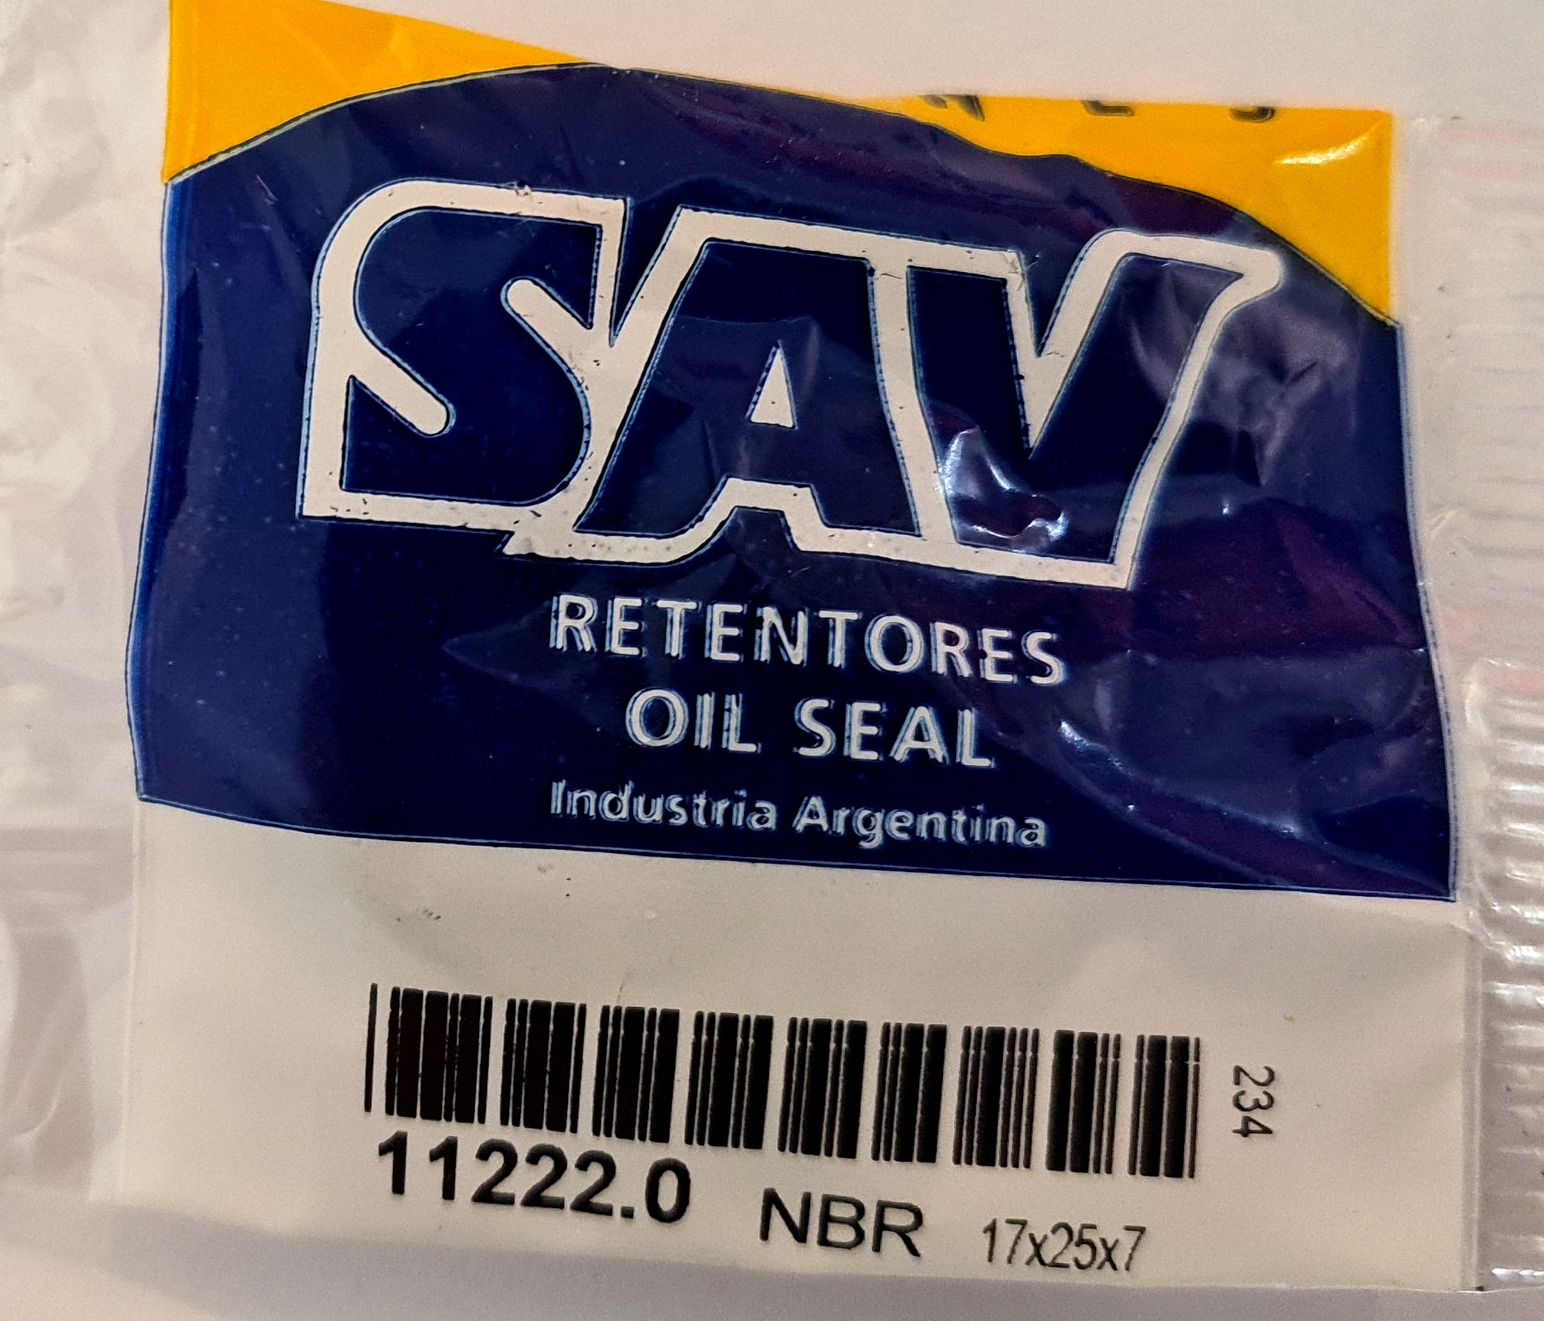 SAV
RETENTORES
OIL SEAL
Industria Argentina
234
11222.0 NBR 17x25x7